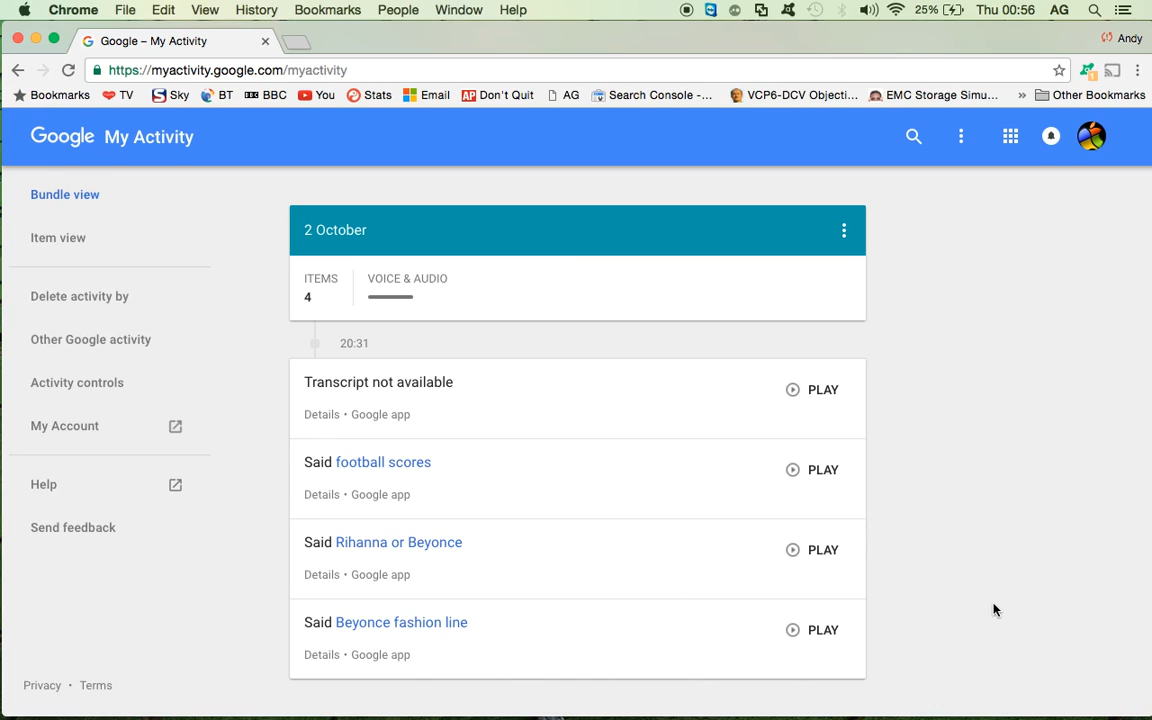 Chrome File Edit View History Bookmarks People Window Help 25% Thu 00:56 AG
Google – My Activity Andy
https://myactivity.google.com/myactivity
Bookmarks TV Sky BT BBC You Stats Email Don't Quit AG Search Console -... VCP6-DCV Objecti... EMC Storage Simu... » Other Bookmarks
Google My Activity
Bundle view
Item view
Delete activity by
Other Google activity
Activity controls
My Account
Help
Send feedback
Privacy • Terms
2 October
ITEMS VOICE & AUDIO
4
20:31
Transcript not available PLAY
Details • Google app
Said football scores PLAY
Details • Google app
Said Rihanna or Beyonce PLAY
Details • Google app
Said Beyonce fashion line PLAY
Details • Google app